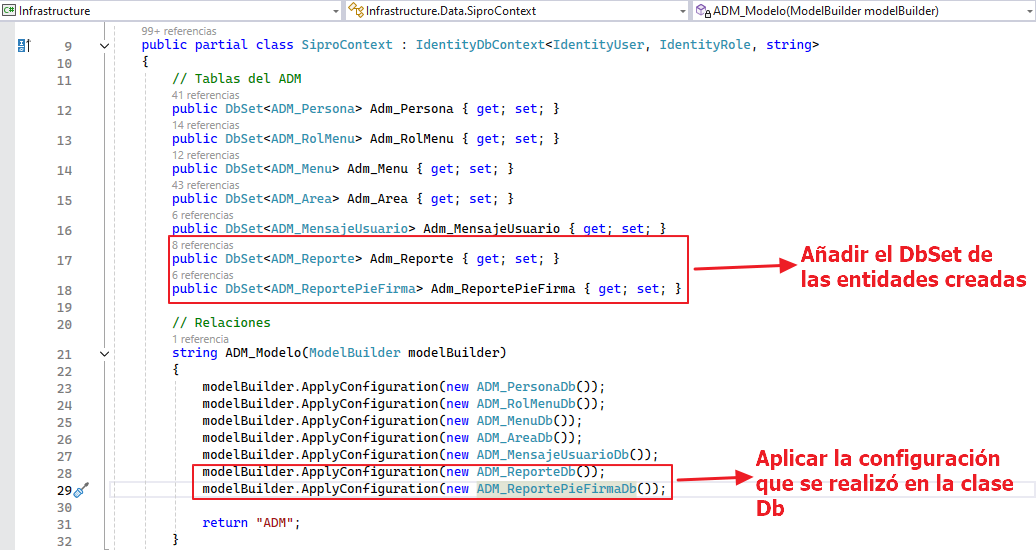 Infrastructure
Infrastructure.Data.SiproContext
ADM_Modelo(ModelBuilder modelBuilder)
99+ referencias
9 public partial class SiproContext : IdentityDbContext<IdentityUser, IdentityRole, string>
10 {
11 // Tablas del ADM
41 referencias
12 public DbSet<ADM_Persona> Adm_Persona { get; set; }
14 referencias
13 public DbSet<ADM_RolMenu> Adm_RolMenu { get; set; }
12 referencias
14 public DbSet<ADM_Menu> Adm_Menu { get; set; }
43 referencias
15 public DbSet<ADM_Area> Adm_Area { get; set; }
6 referencias
16 public DbSet<ADM_MensajeUsuario> Adm_MensajeUsuario { get; set; }
8 referencias
17 public DbSet<ADM_Reporte> Adm_Reporte { get; set; }
6 referencias
18 public DbSet<ADM_ReportePieFirma> Adm_ReportePieFirma { get; set; }
Añadir el DbSet de
las entidades creadas
19
20 // Relaciones
1 referencia
21 string ADM_Modelo(ModelBuilder modelBuilder)
22 {
23 modelBuilder.ApplyConfiguration(new ADM_PersonaDb());
24 modelBuilder.ApplyConfiguration(new ADM_RolMenuDb());
25 modelBuilder.ApplyConfiguration(new ADM_MenuDb());
26 modelBuilder.ApplyConfiguration(new ADM_AreaDb());
27 modelBuilder.ApplyConfiguration(new ADM_MensajeUsuarioDb());
28 modelBuilder.ApplyConfiguration(new ADM_ReporteDb());
29 modelBuilder.ApplyConfiguration(new ADM_ReportePieFirmaDb());
Aplicar la configuración
que se realizó en la clase
Db
30
31 return "ADM";
32 }